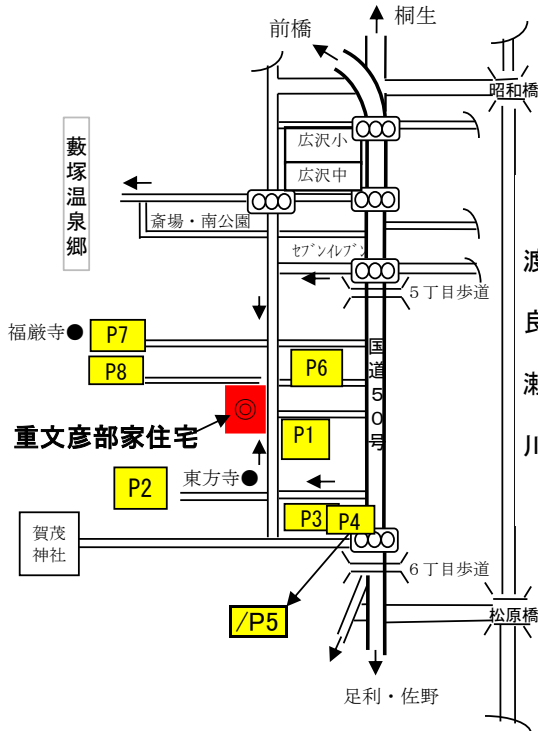 桐生
前橋
昭和橋
広沢小
広沢中
藪塚温泉郷
斎場・南公園
セブンイレブン
5丁目歩道
渡良瀬川
福厳寺●
P7
P8
P6
国道50号
◎
重文彦部家住宅
P1
東方寺●
P2
P3
P4
賀茂
神社
6丁目歩道
/P5
松原橋
足利・佐野